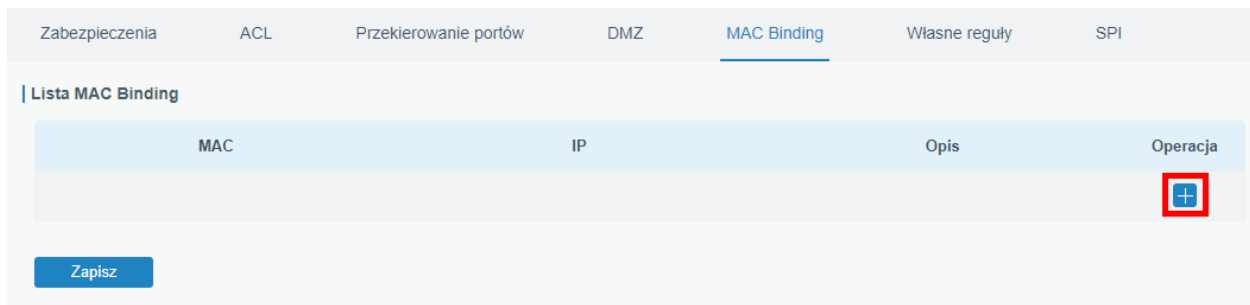 Zabezpieczenia ACL Przekierowanie portów DMZ MAC Binding Własne reguły SPI
Lista MAC Binding
MAC IP Opis Operacja
Zapisz